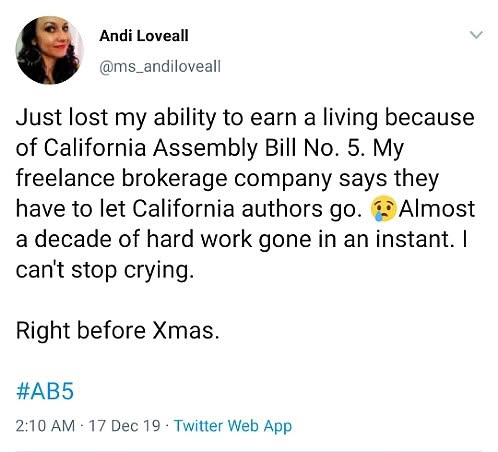 Andi Loveall
@ms_andiloveall
Just lost my ability to earn a living because
of California Assembly Bill No. 5. My
freelance brokerage company says they
have to let California authors go. 😢Almost
a decade of hard work gone in an instant. I
can't stop crying.
Right before Xmas.
#AB5
2:10 AM · 17 Dec 19 · Twitter Web App